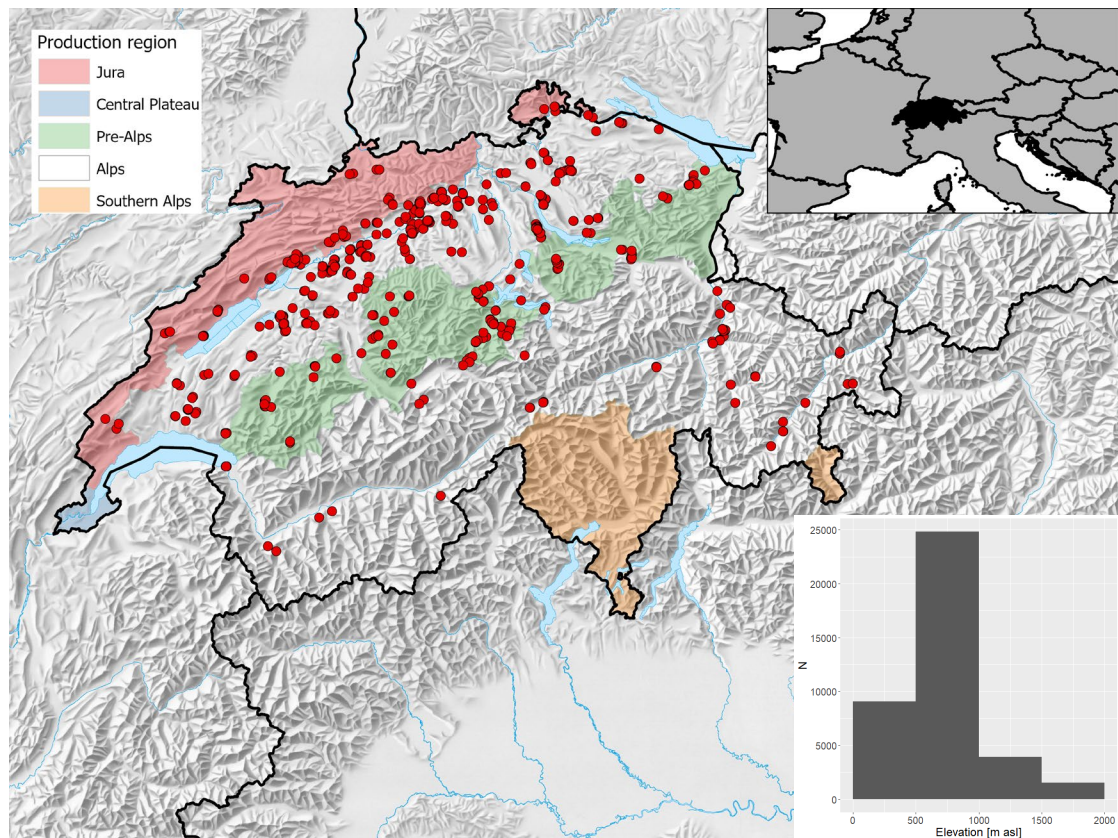 Production region
Jura
Central Plateau
Pre-Alps
Alps
Southern Alps
25000
20000
15000
10000
5000
0
N
0
500
1000
1500
2000
Elevation [m asl]